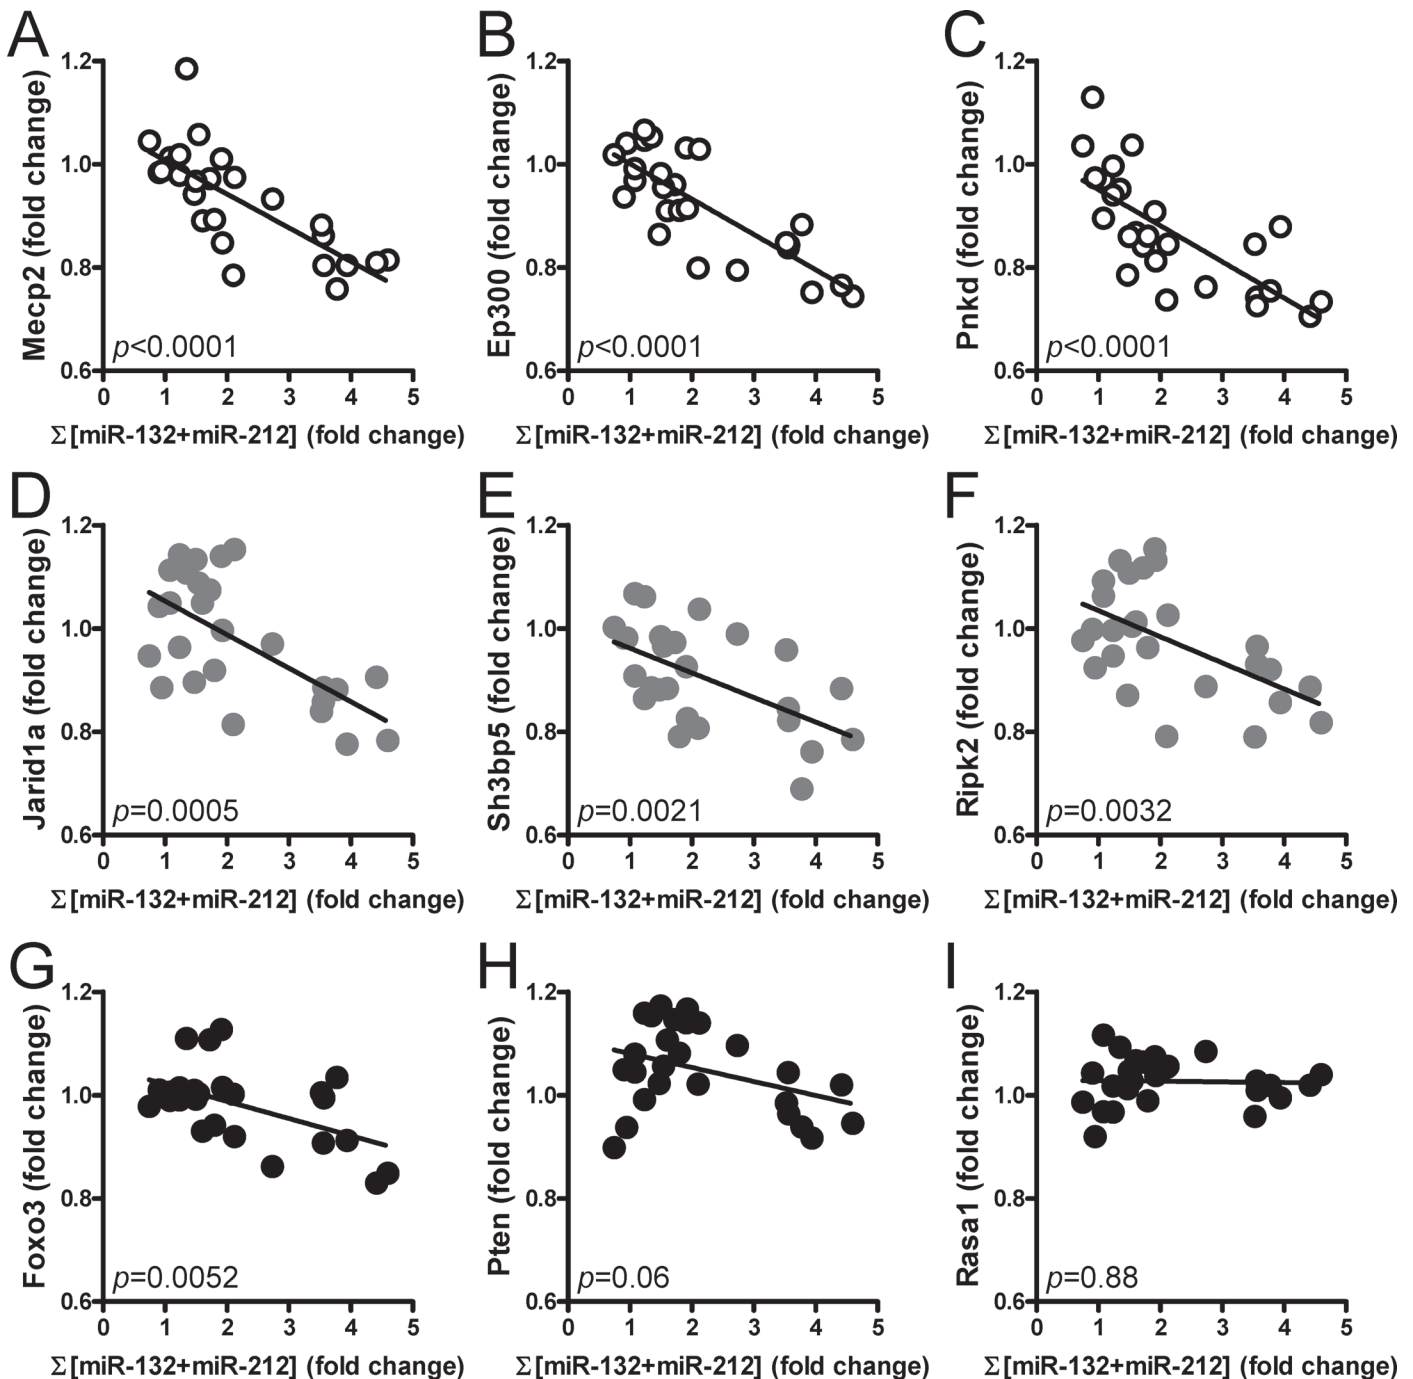 A
B
C
Mecp2 (fold change)
1.2
1.0
0.8
0.6
p<0.0001
0 1 2 3 4 5
Σ[miR-132+miR-212] (fold change)
Ep300 (fold change)
1.2
1.0
0.8
0.6
p<0.0001
0 1 2 3 4 5
Σ[miR-132+miR-212] (fold change)
Pnkd (fold change)
1.2
1.0
0.8
0.6
p<0.0001
0 1 2 3 4 5
Σ[miR-132+miR-212] (fold change)
D
E
F
Jarid1a (fold change)
1.2
1.0
0.8
0.6
p=0.0005
0 1 2 3 4 5
Σ[miR-132+miR-212] (fold change)
Sh3bp5 (fold change)
1.2
1.0
0.8
0.6
p=0.0021
0 1 2 3 4 5
Σ[miR-132+miR-212] (fold change)
Ripk2 (fold change)
1.2
1.0
0.8
0.6
p=0.0032
0 1 2 3 4 5
Σ[miR-132+miR-212] (fold change)
G
H
I
Foxo3 (fold change)
1.2
1.0
0.8
0.6
p=0.0052
0 1 2 3 4 5
Σ[miR-132+miR-212] (fold change)
Pten (fold change)
1.2
1.0
0.8
0.6
p=0.06
0 1 2 3 4 5
Σ[miR-132+miR-212] (fold change)
Rasa1 (fold change)
1.2
1.0
0.8
0.6
p=0.88
0 1 2 3 4 5
Σ[miR-132+miR-212] (fold change)